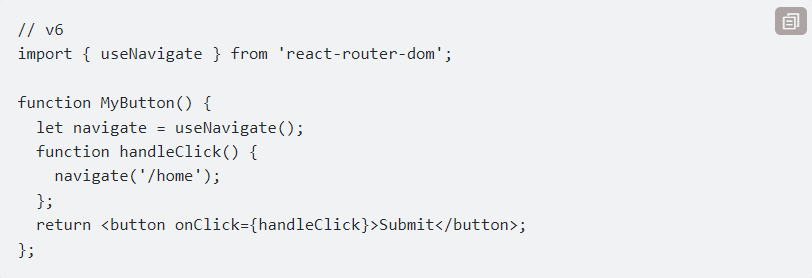 // v6
import { useNavigate } from 'react-router-dom';
function MyButton() {
let navigate = useNavigate();
function handleClick() {
navigate('/home');
};
return <button onClick={handleClick}>Submit</button>;
};